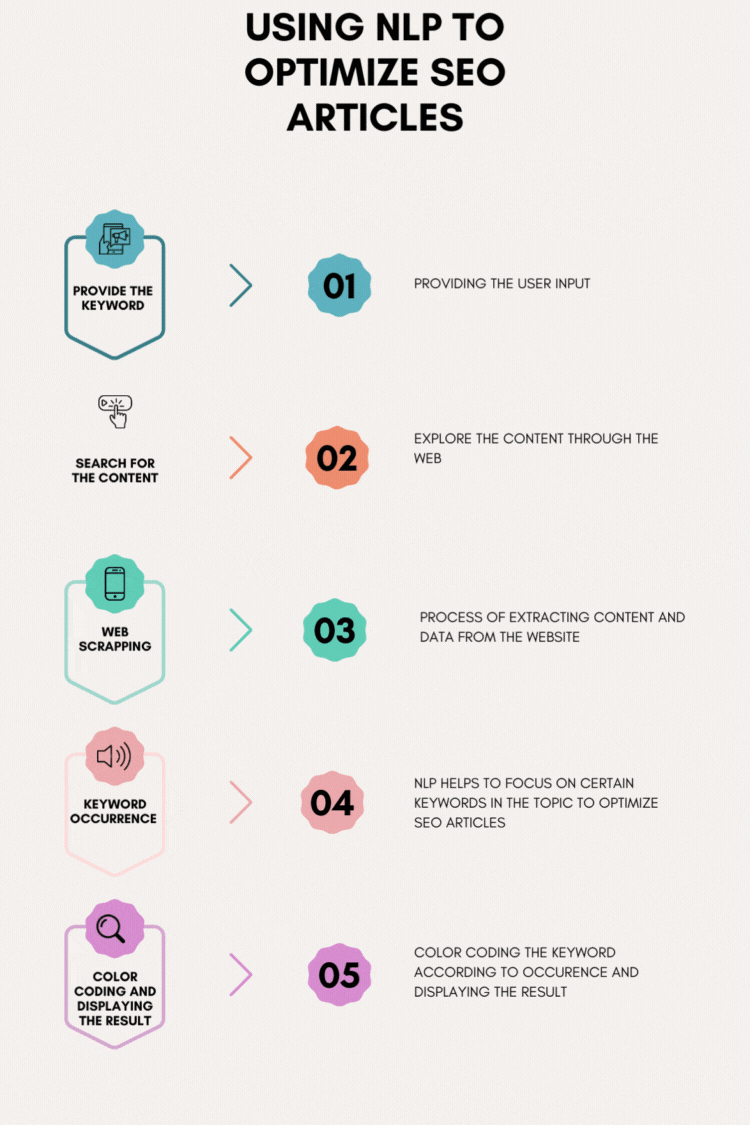 USING NLP TO
OPTIMIZE SEO
ARTICLES
PROVIDE THE
KEYWORD
01
PROVIDING THE USER INPUT
SEARCH FOR
THE CONTENT
02
EXPLORE THE CONTENT THROUGH THE
WEB
WEB
SCRAPPING
03
PROCESS OF EXTRACTING CONTENT AND
DATA FROM THE WEBSITE
KEYWORD
OCCURRENCE
04
NLP HELPS TO FOCUS ON CERTAIN
KEYWORDS IN THE TOPIC TO OPTIMIZE
SEO ARTICLES
COLOR
CODING AND
DISPLAYING
THE RESULT
05
COLOR CODING THE KEYWORD
ACCORDING TO OCCURENCE AND
DISPLAYING THE RESULT